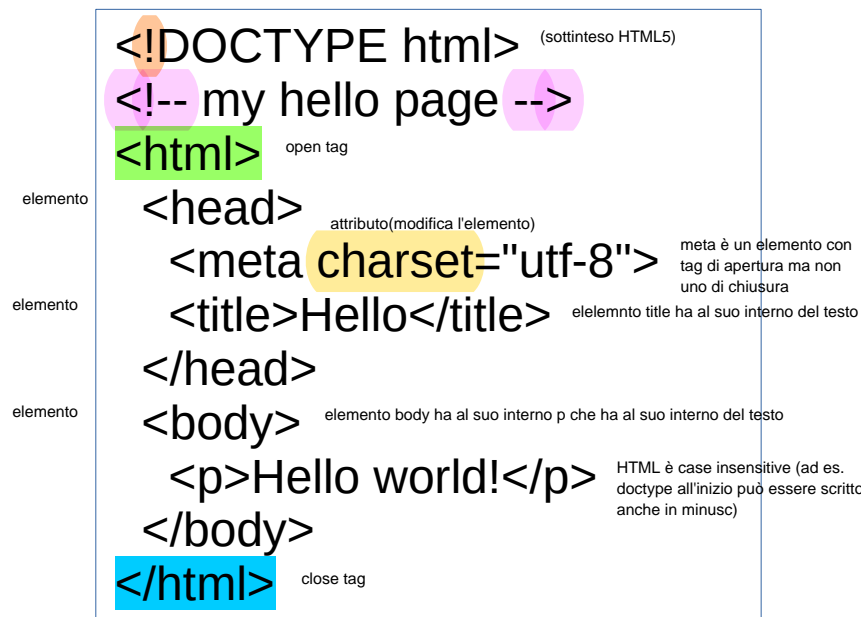 <!DOCTYPE html> (sottinteso HTML5)
<!-- my hello page -->
<html> open tag
elemento <head>
attributo(modifica l'elemento)
<meta charset="utf-8"> meta è un elemento con
tag di apertura ma non
uno di chiusura
elemento <title>Hello</title> elelemnto title ha al suo interno del testo
</head>
elemento <body> elemento body ha al suo interno p che ha al suo interno del testo
<p>Hello world!</p> HTML è case insensitive (ad es.
doctype all'inizio può essere scritto
anche in minusc)
</body>
</html> close tag